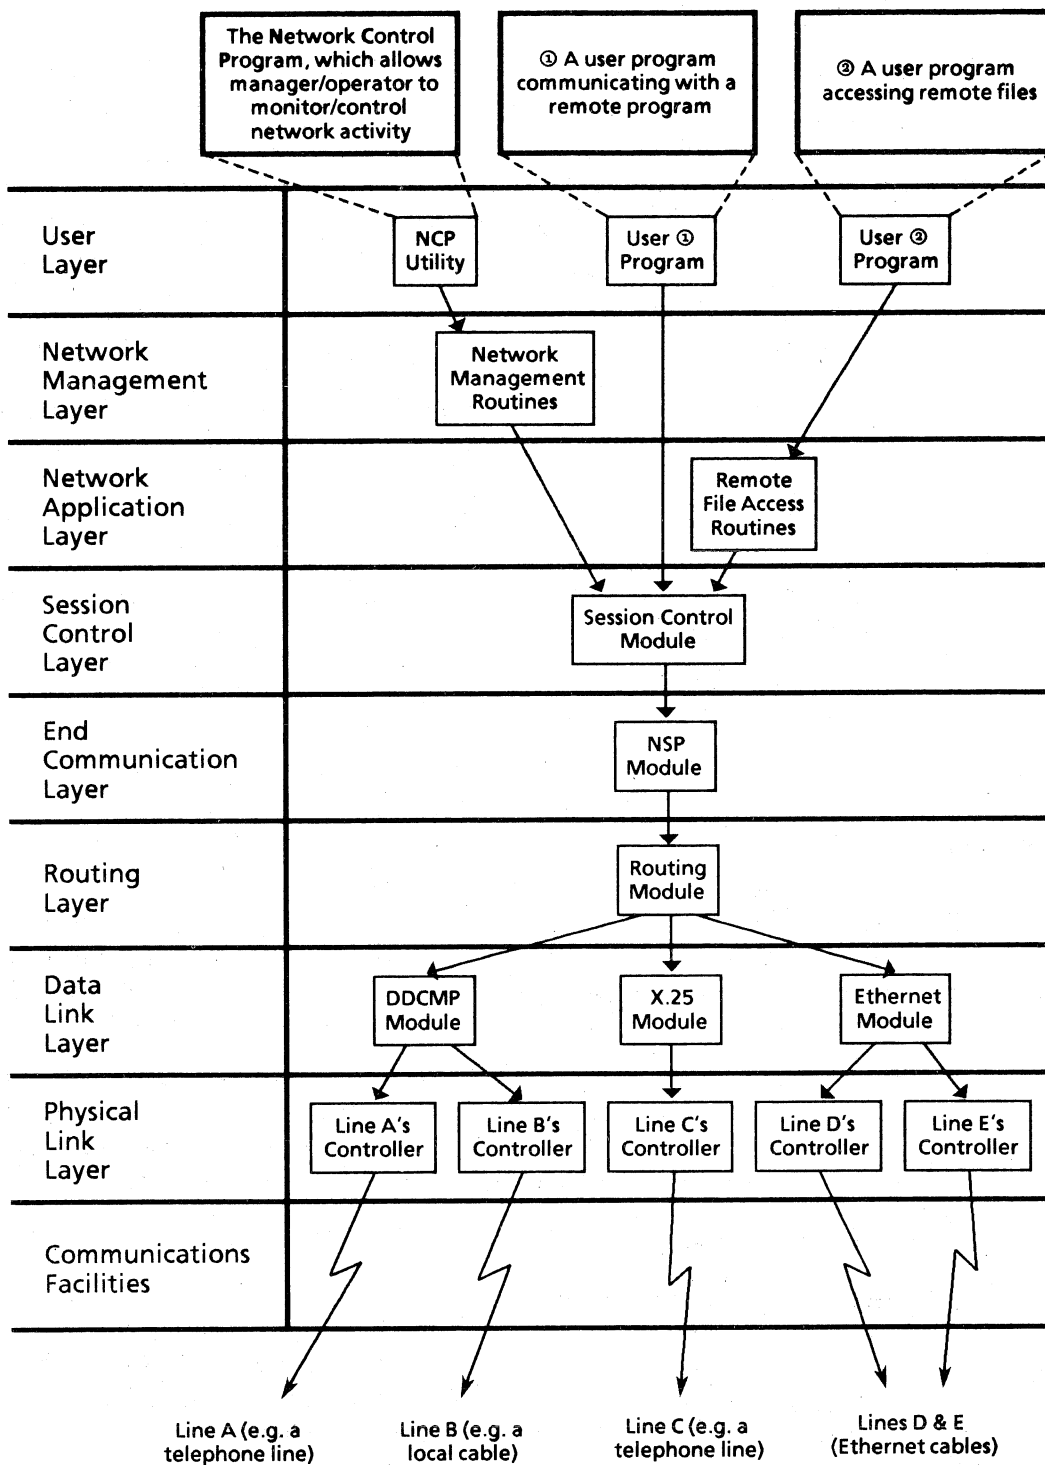 The Network Control
Program, which allows
manager/operator to
monitor/control
network activity
① A user program
communicating with a
remote program
② A user program
accessing remote files
User
Layer
NCP
Utility
User ①
Program
User ②
Program
Network
Management
Layer
Network
Management
Routines
Network
Application
Layer
Remote
File Access
Routines
Session
Control
Layer
Session Control
Module
End
Communication
Layer
NSP
Module
Routing
Layer
Routing
Module
Data
Link
Layer
DDCMP
Module
X.25
Module
Ethernet
Module
Physical
Link
Layer
Line A's
Controller
Line B's
Controller
Line C's
Controller
Line D's
Controller
Line E's
Controller
Communications
Facilities
Line A (e.g. a
telephone line)
Line B (e.g. a
local cable)
Line C (e.g. a
telephone line)
Lines D & E
(Ethernet cables)